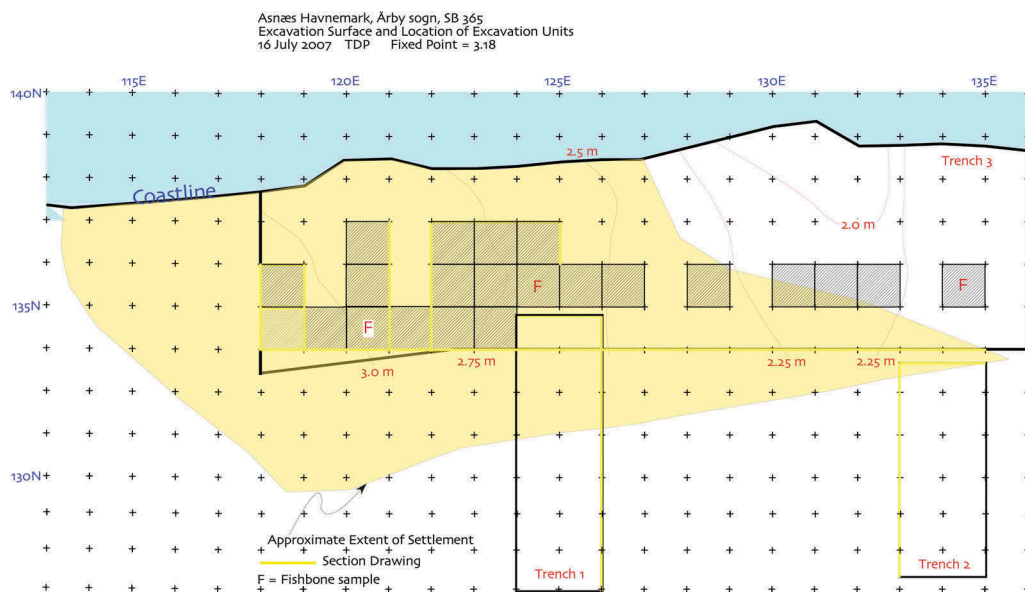 Asnæs Havnemark, Årby sogn, SB 365
Excavation Surface and Location of Excavation Units
16 July 2007 TDP Fixed Point = 3.18
115E 120E 125E 130E 135E
140N
2.5 m
Trench 3
Coastline
2.0 m
F
F
135N
F
2.75 m
2.25 m
2.25 m
3.0 m
130N
Approximate Extent of Settlement
Section Drawing
Trench 2
Trench 1
F = Fishbone sample